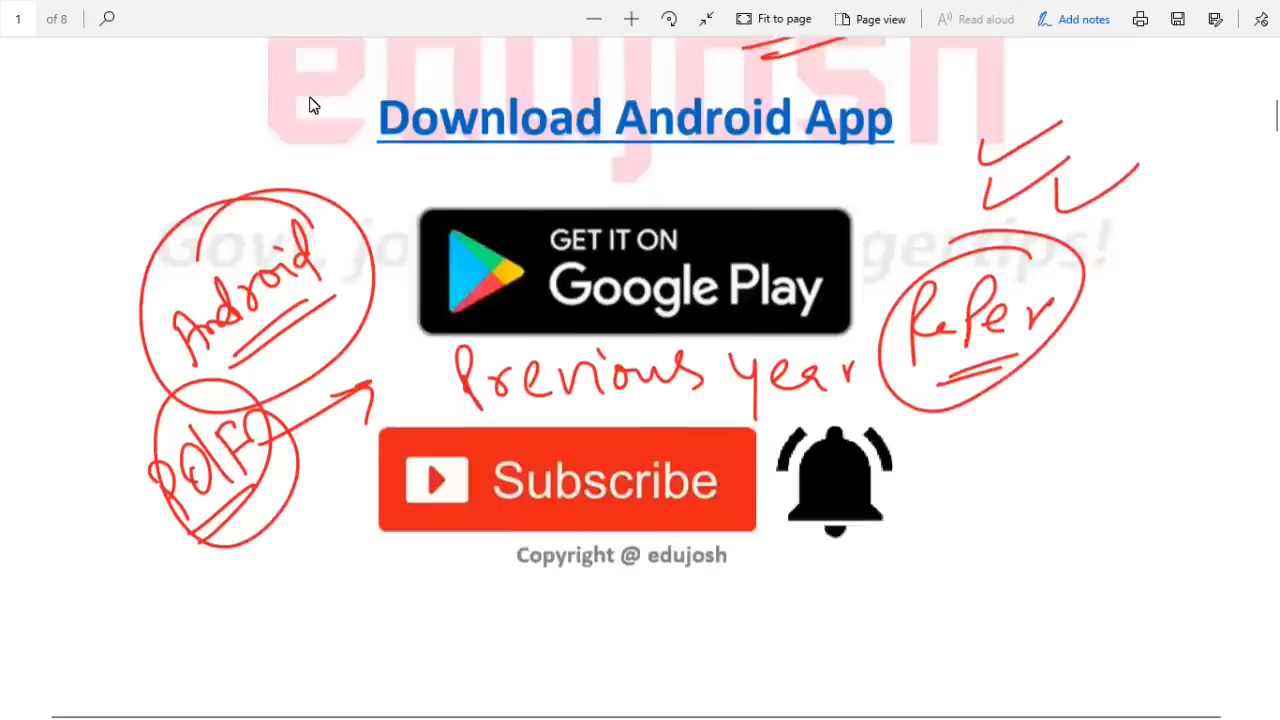 1 of 8 Fit to page Page view Read aloud Add notes
edujosh
Download Android App
Android
GET IT ON
Google Play
Refer
Previous year
PDF
Subscribe
Copyright @ edujosh